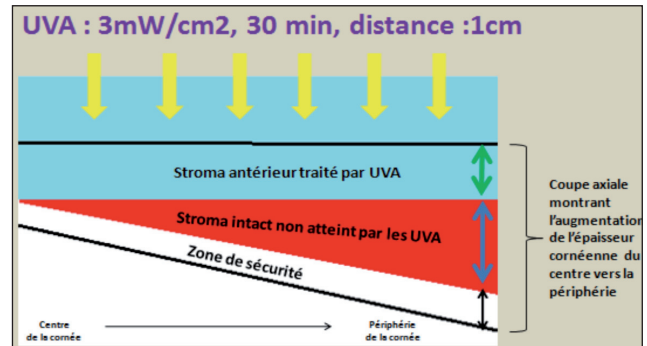 UVA : 3mW/cm2, 30 min, distance :1cm
Stroma antérieur traité par UVA
Stroma intact non atteint par les UVA
Zone de sécurité
Coupe axiale
montrant
l'augmentation
de l'épaisseur
cornéenne du
centre vers la
périphérie
Centre
de la cornée
Périphérie
de la cornée